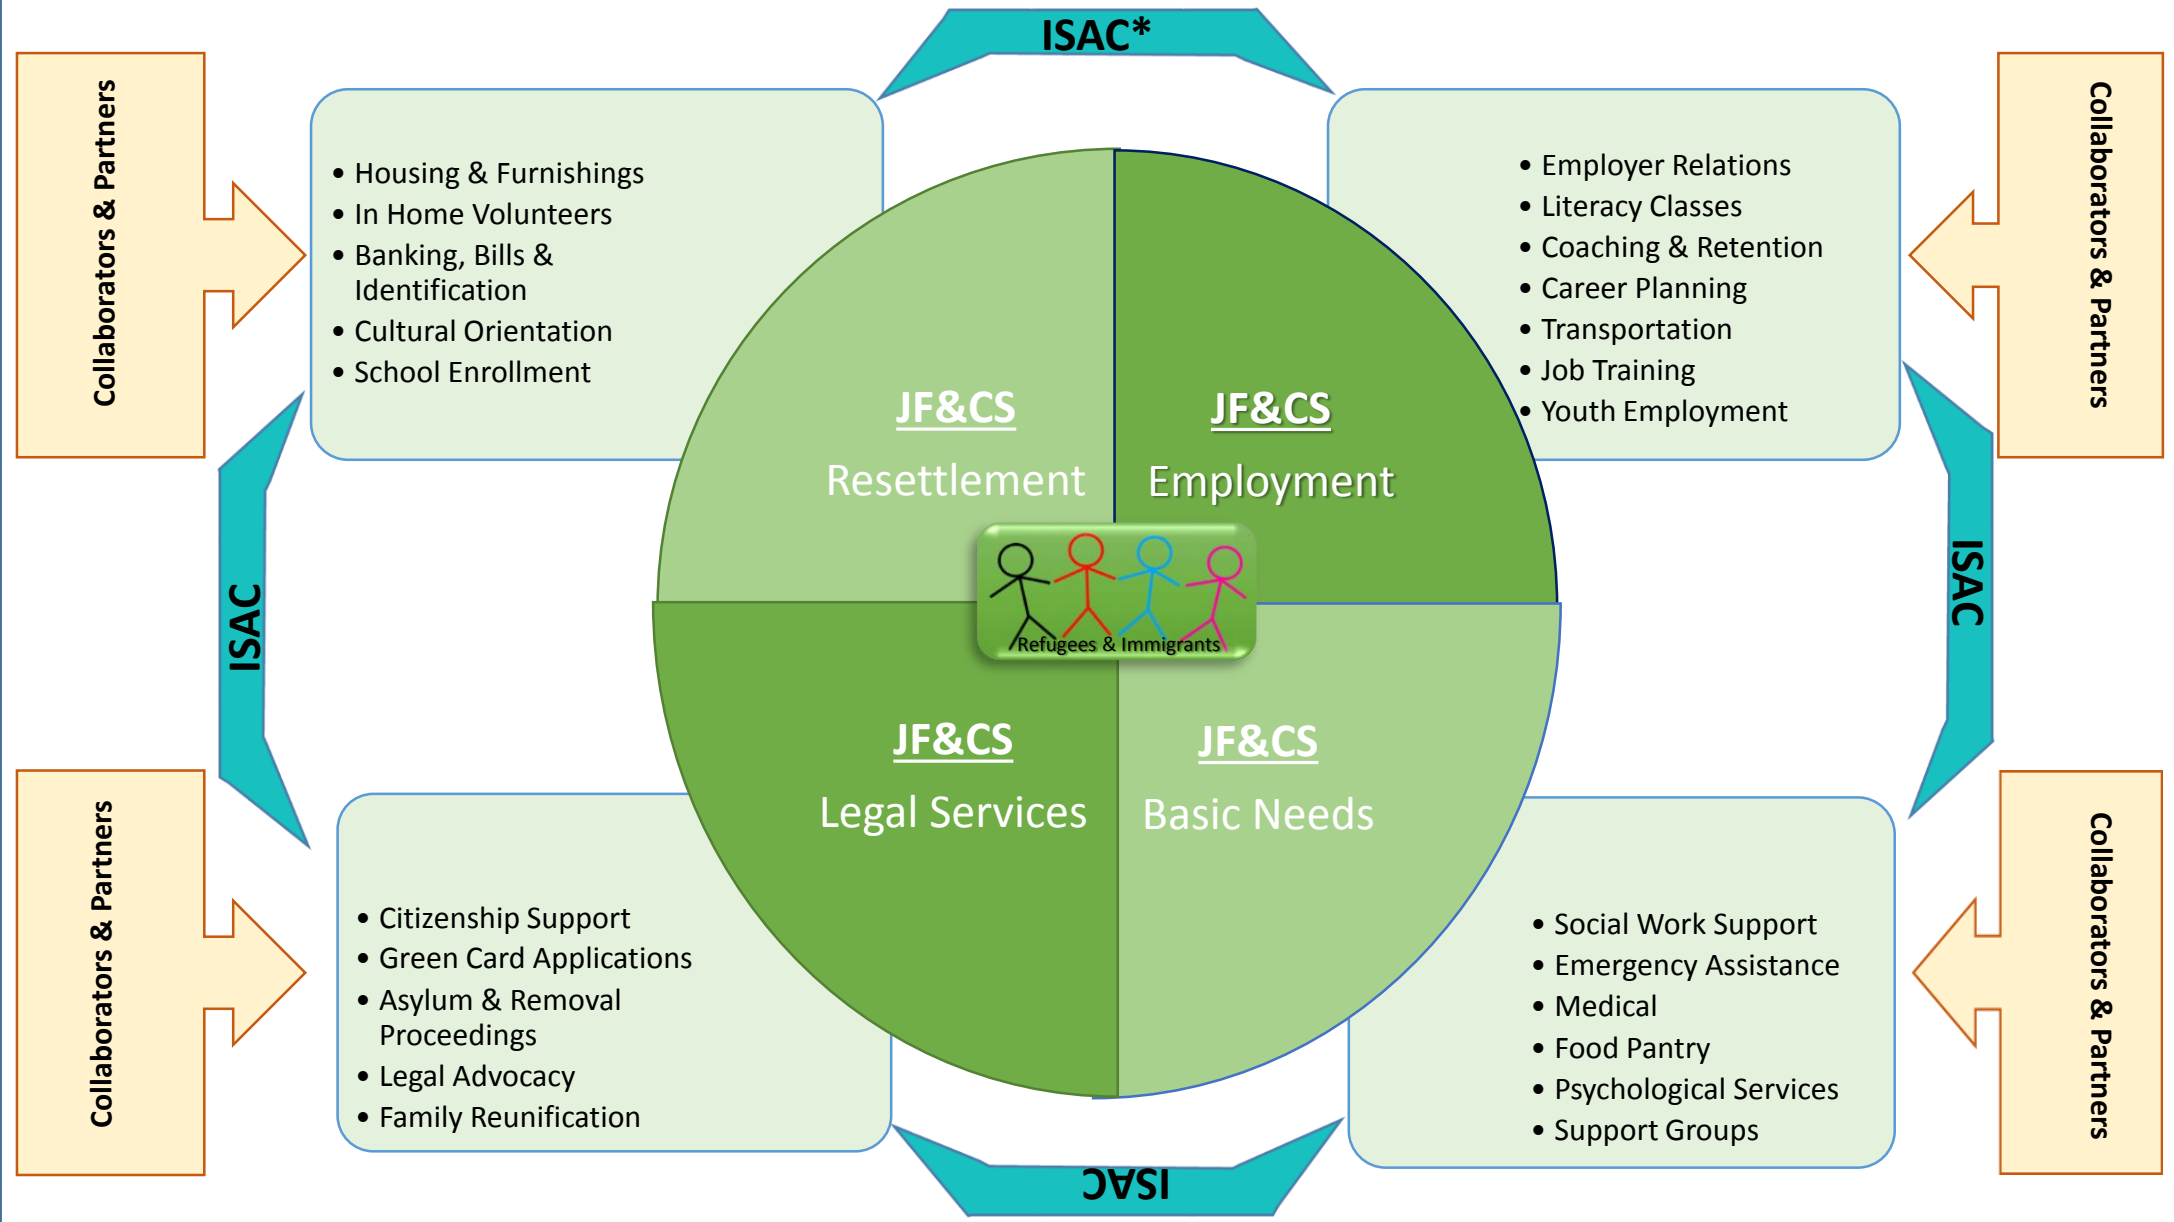 ISAC*
Collaborators & Partners
• Housing & Furnishings
• In Home Volunteers
• Banking, Bills &
Identification
• Cultural Orientation
• School Enrollment
• Employer Relations
• Literacy Classes
• Coaching & Retention
• Career Planning
• Transportation
• Job Training
• Youth Employment
Collaborators & Partners
JF&CS
Resettlement
JF&CS
Employment
ISAC
Refugees & Immigrants
ISAC
JF&CS
Legal Services
JF&CS
Basic Needs
Collaborators & Partners
• Citizenship Support
• Green Card Applications
• Asylum & Removal
Proceedings
• Legal Advocacy
• Family Reunification
• Social Work Support
• Emergency Assistance
• Medical
• Food Pantry
• Psychological Services
• Support Groups
Collaborators & Partners
ISAC